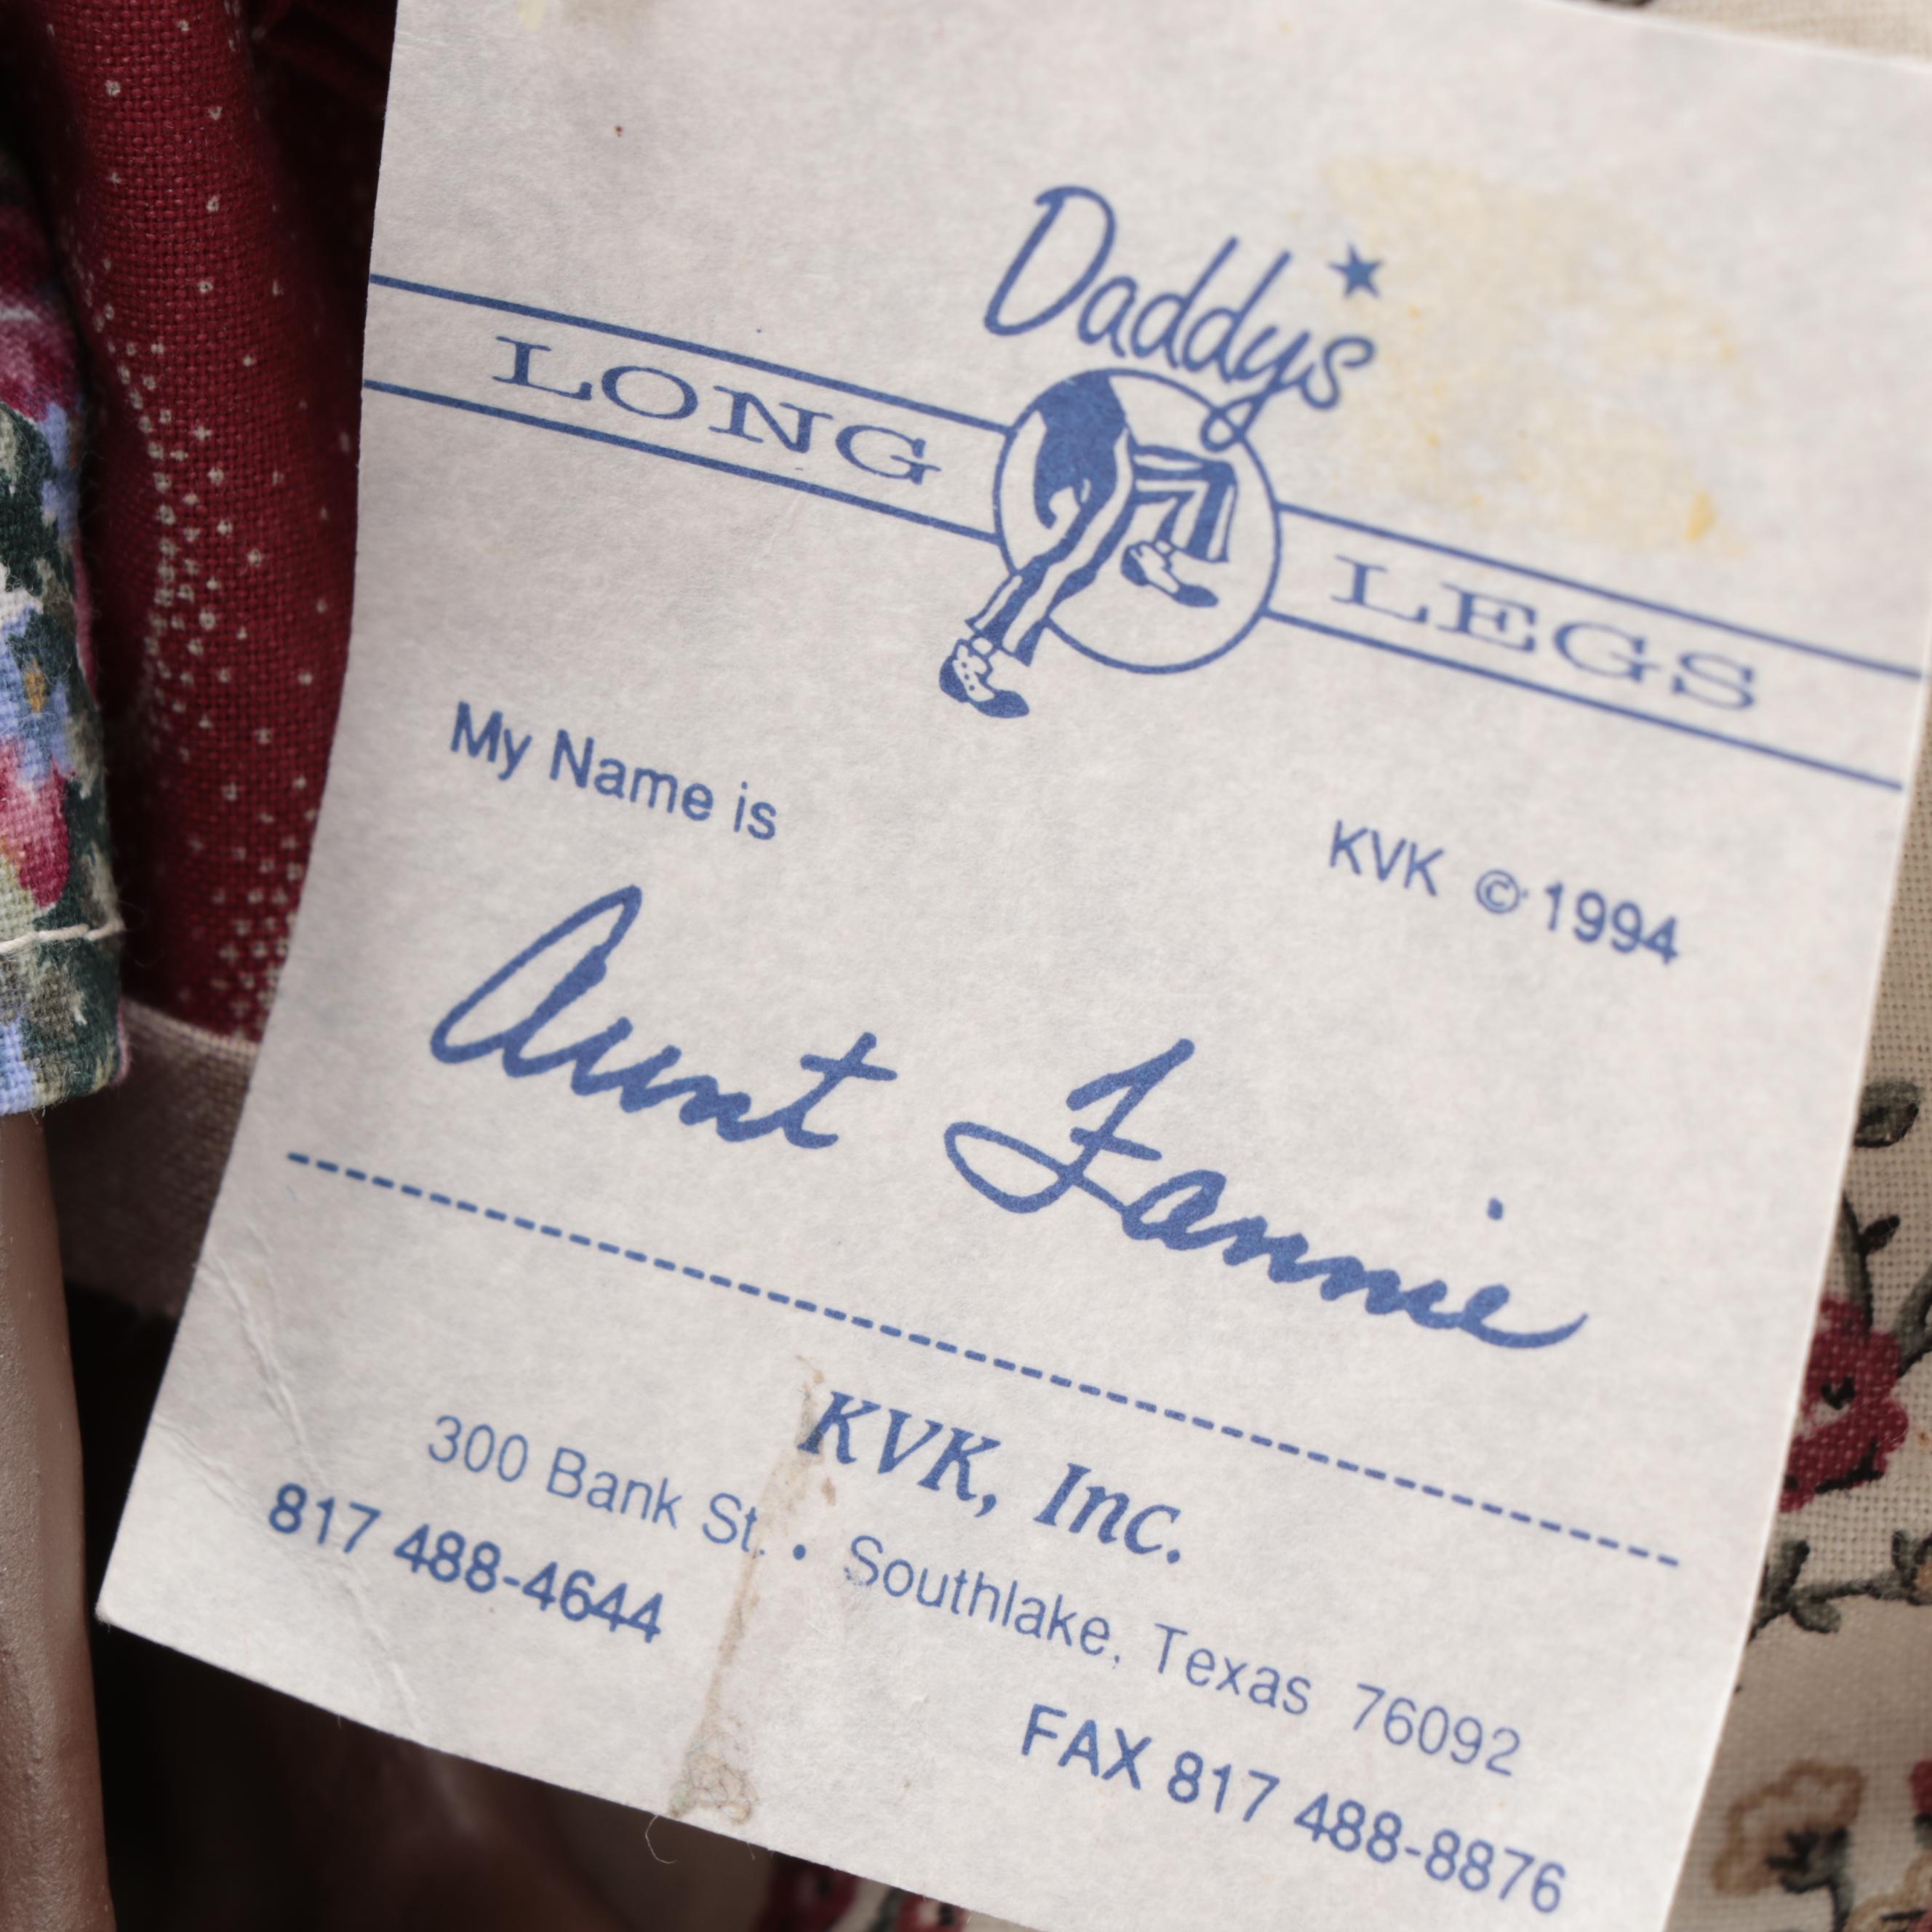 Daddys
LONG LEGS
My Name is
KVK © 1994
Aunt Fannie
KVK, Inc.
300 Bank St. • Southlake, Texas 76092
817 488-4644 FAX 817 488-8876